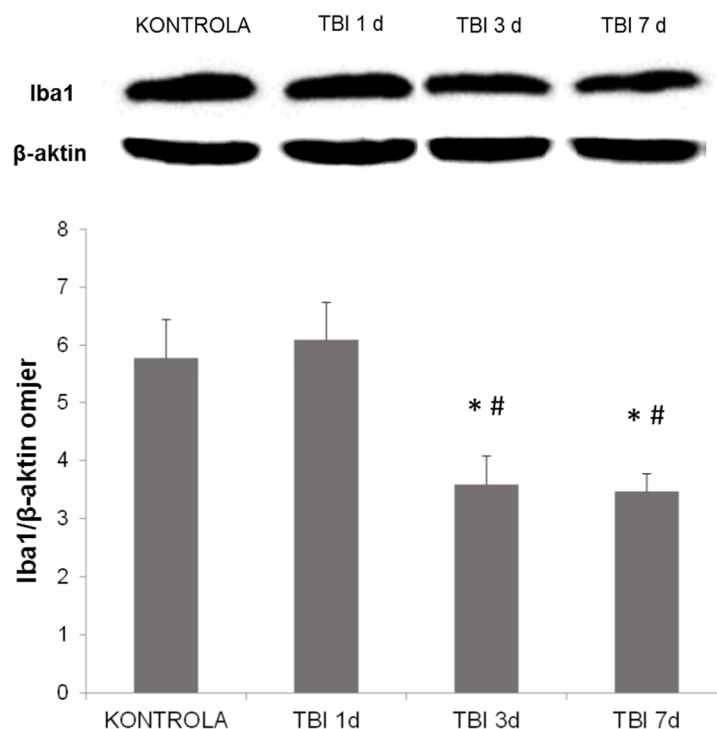 KONTROLA TBI 1 d TBI 3 d TBI 7 d
Iba1
β-aktin
8
7
6
5
4
3
2
1
0
Iba1/β-aktin omjer
* #
* #
KONTROLA TBI 1d TBI 3d TBI 7d